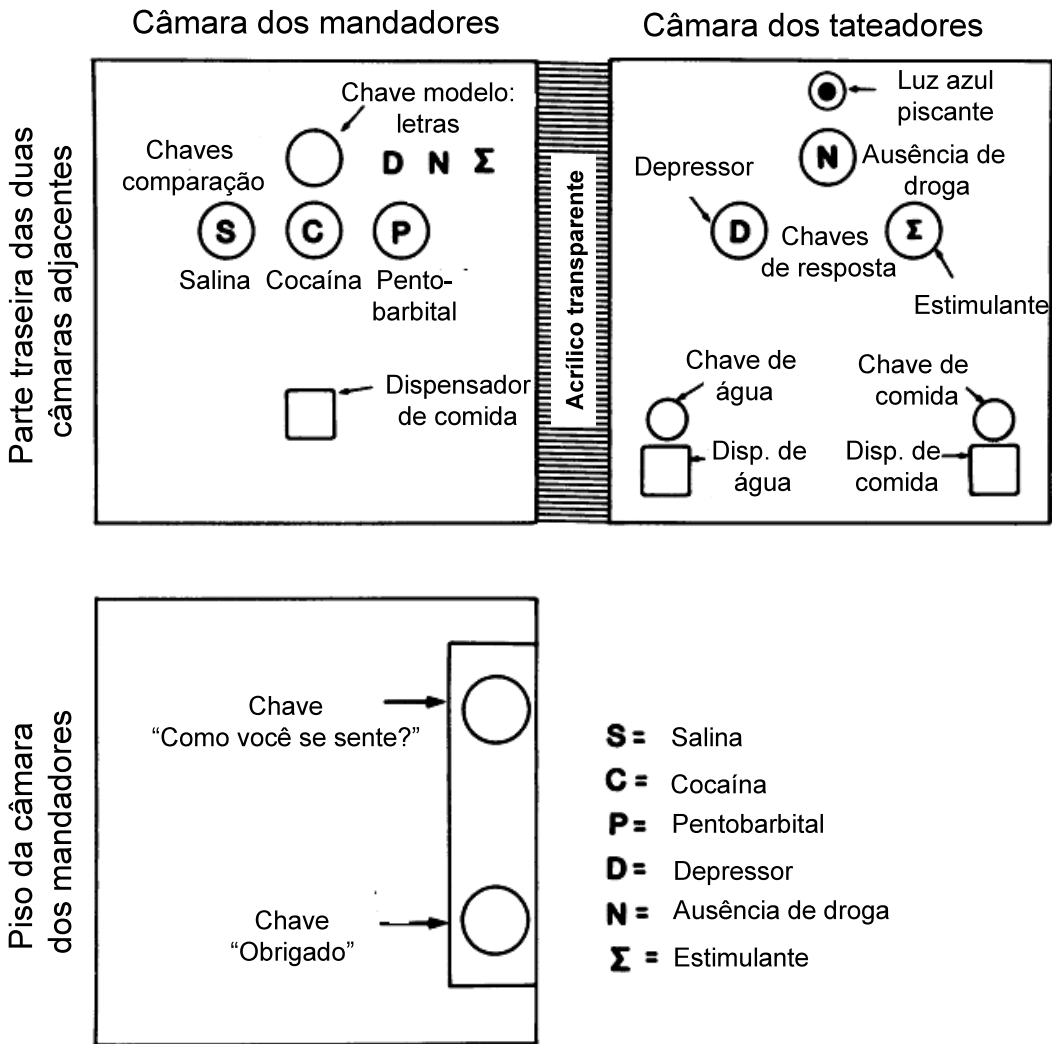 Câmara dos mandadores
Câmara dos tateadores
Parte traseira das duas
câmaras adjacentes
Chave modelo:
letras
D N Σ
Chaves
comparação
S
C
P
Salina
Cocaína
Pento-
barbital
Dispensador
de comida
Acrílico transparente
Luz azul
piscante
N
Ausência de
droga
Depressor
D
Σ
Chaves
de resposta
Estimulante
Chave de
água
Chave de
comida
Disp. de
água
Disp. de
comida
Piso da câmara
dos mandadores
Chave
“Como você se sente?”
Chave
“Obrigado”
S = Salina
C = Cocaína
P = Pentobarbital
D = Depressor
N = Ausência de droga
Σ = Estimulante